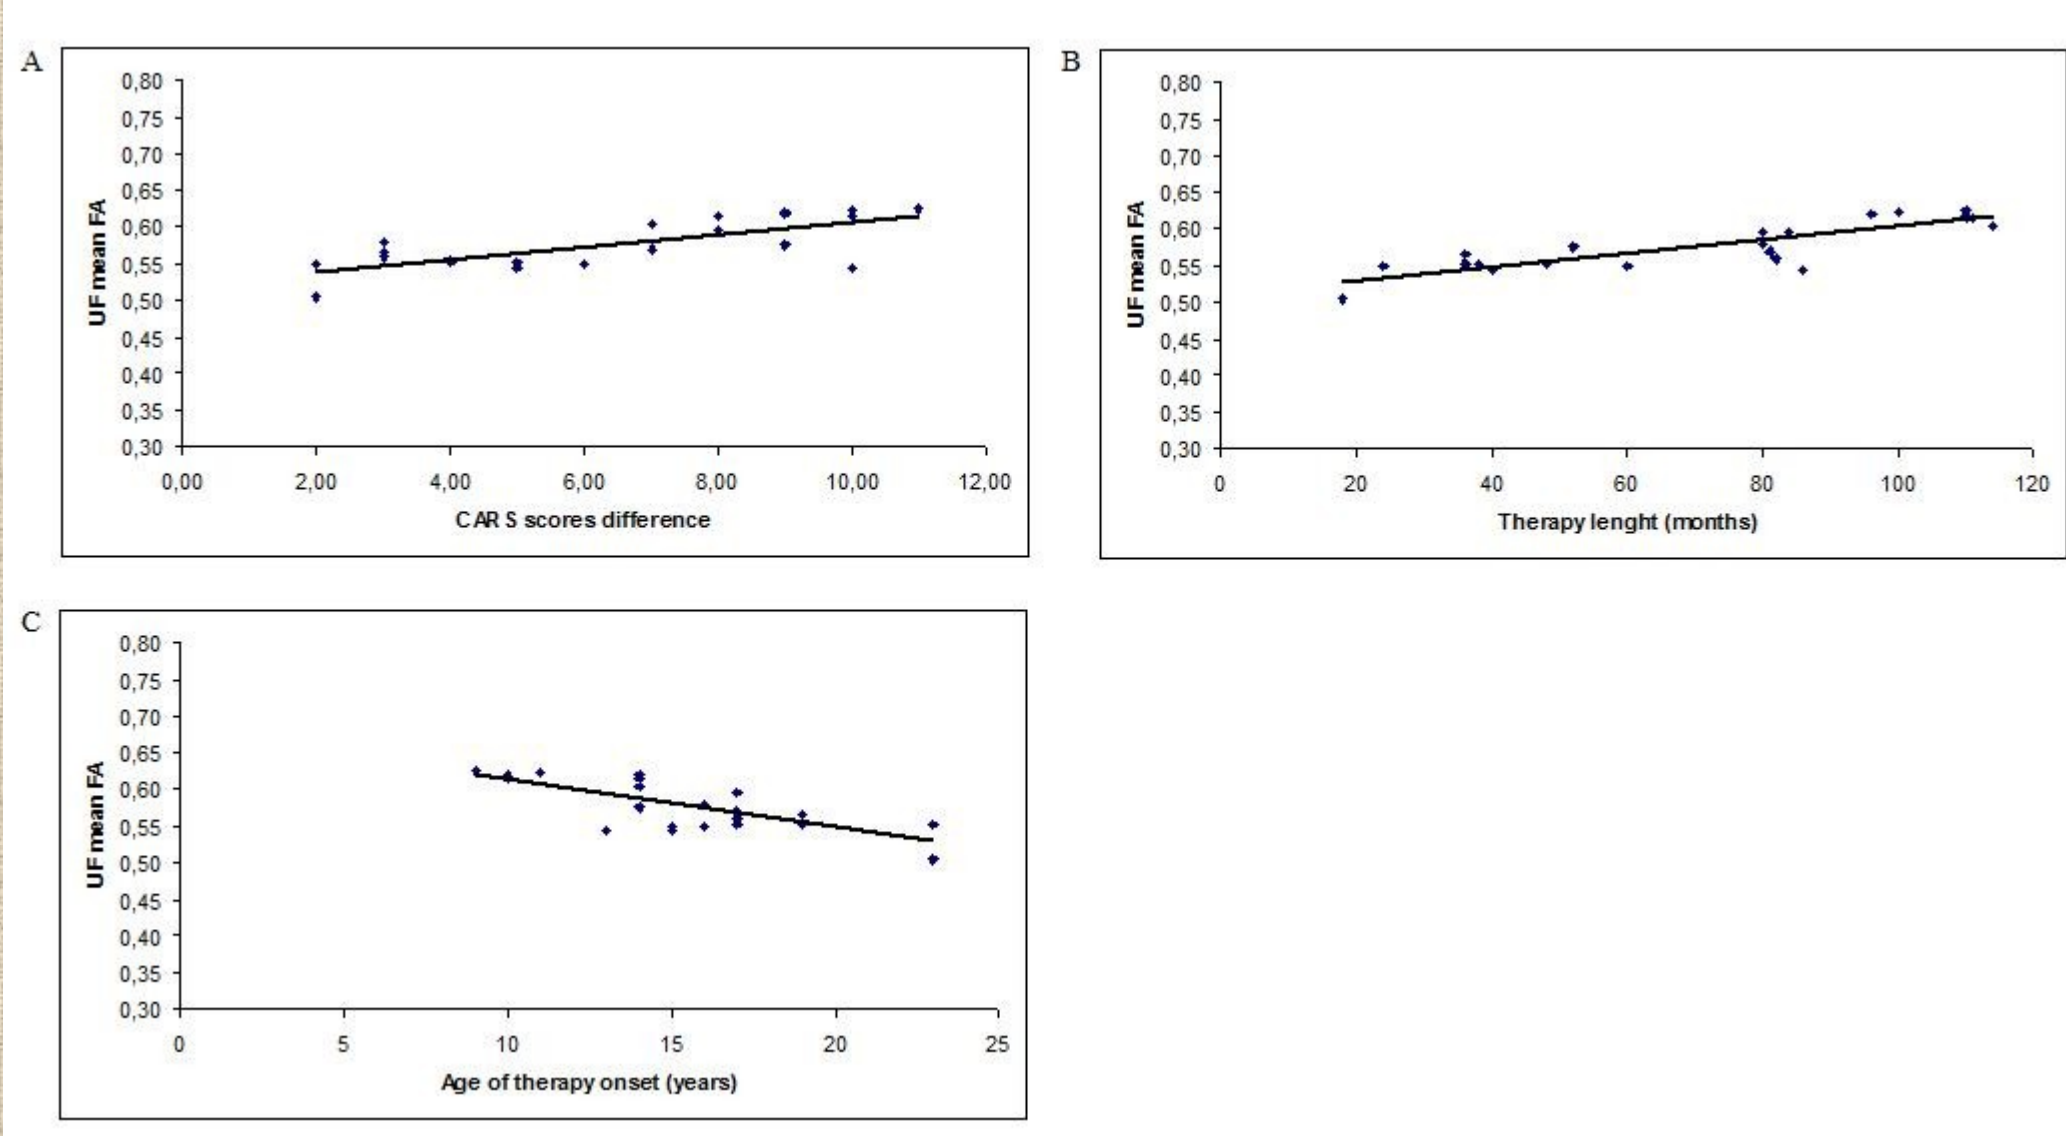 A
0,80
0,75
0,70
0,65
0,60
0,55
0,50
0,45
0,40
0,35
0,30
UF mean FA
0,00 2,00 4,00 6,00 8,00 10,00 12,00
CARS scores difference
B
0,80
0,75
0,70
0,65
0,60
0,55
0,50
0,45
0,40
0,35
0,30
UF mean FA
0 20 40 60 80 100 120
Therapy lenght (months)
C
0,80
0,75
0,70
0,65
0,60
0,55
0,50
0,45
0,40
0,35
0,30
UF mean FA
0 5 10 15 20 25
Age of therapy onset (years)